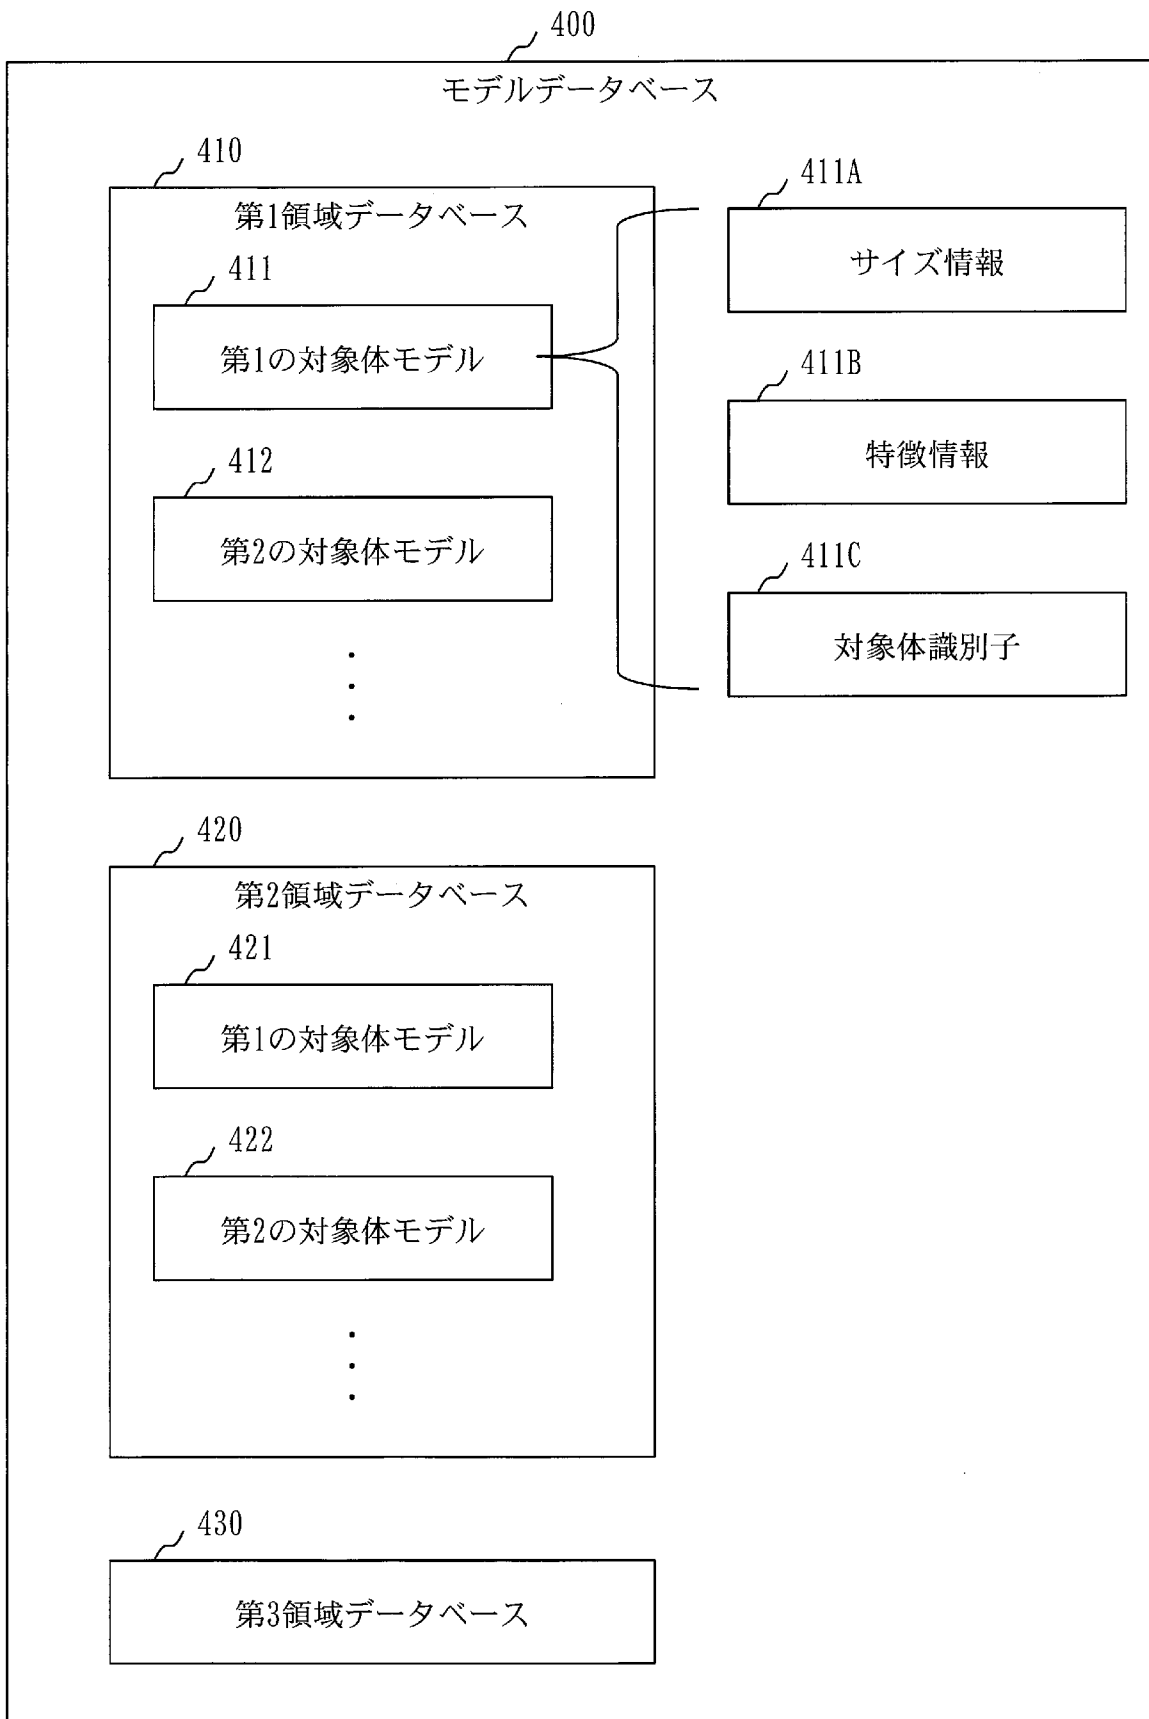 400
モデルデータベース
410
第1領域データベース
411
第1の対象体モデル
412
第2の対象体モデル
411A
サイズ情報
411B
特徴情報
411C
対象体識別子
420
第2領域データベース
421
第1の対象体モデル
422
第2の対象体モデル
430
第3領域データベース